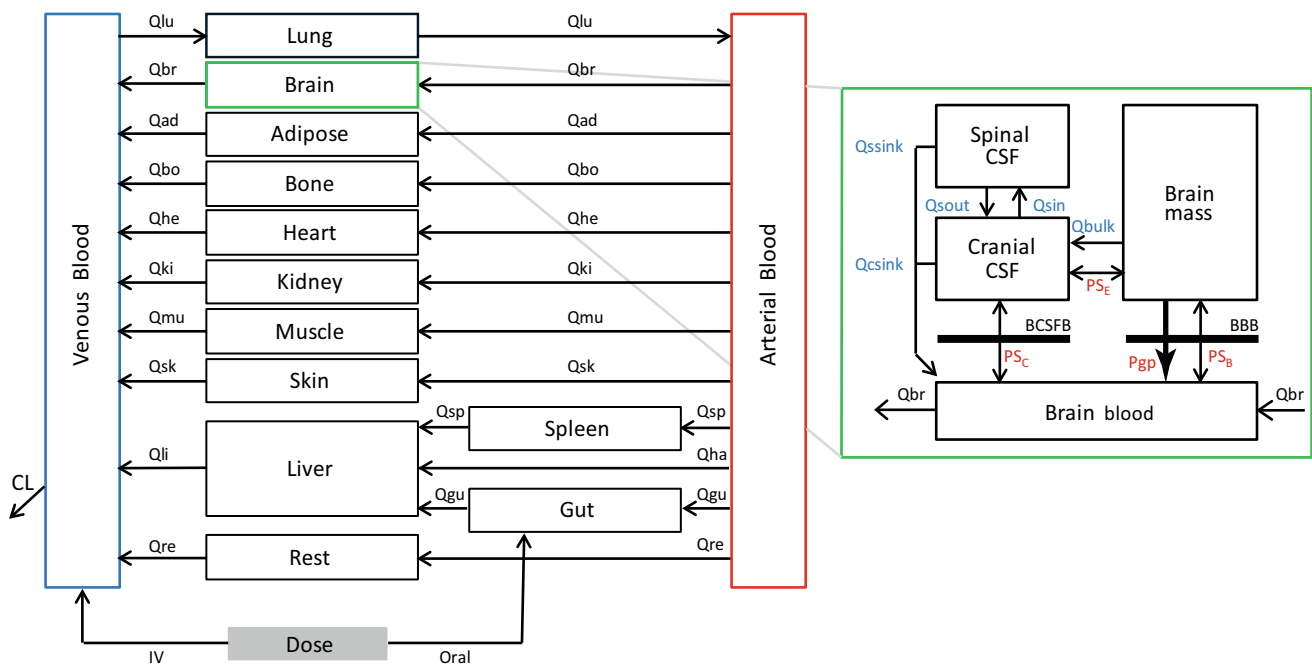 Qlu
Lung
Qlu
Qbr
Brain
Qbr
Qad
Adipose
Qad
Qbo
Bone
Qbo
Qhe
Heart
Qhe
Qki
Kidney
Qki
Qmu
Muscle
Qmu
Qsk
Skin
Qsk
Qsp
Spleen
Qsp
Qli
Liver
Qha
Qgu
Gut
Qgu
Qre
Rest
Qre
Venous Blood
Arterial Blood
CL
Dose
IV
Oral
Qssink
Spinal
CSF
Brain
mass
Qsout
Qsin
Qbulk
Qcsink
Cranial
CSF
PSE
BCSFB
BBB
PSC
Pgp
PSB
Qbr
Brain blood
Qbr